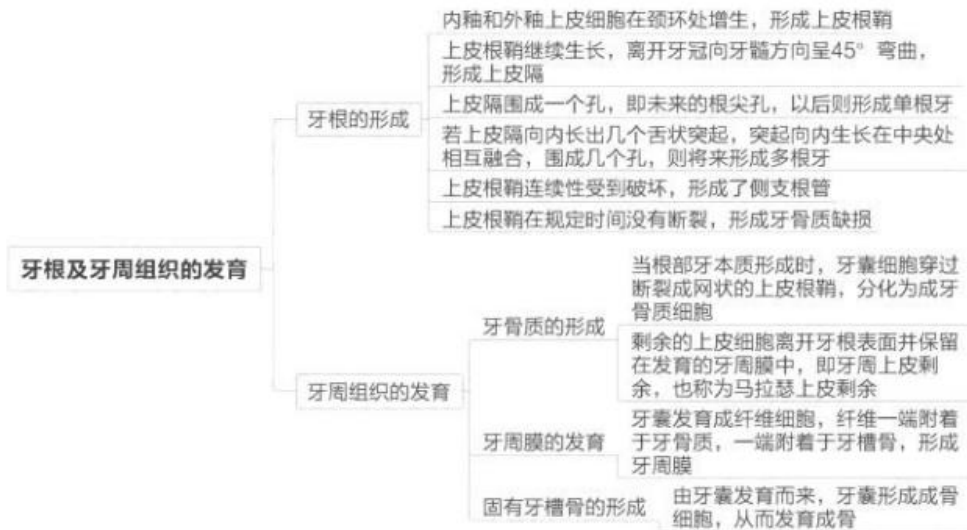 内釉和外釉上皮细胞在颈环处增生，形成上皮根鞘
上皮根鞘继续生长，离开牙冠向牙髓方向呈45°弯曲，
形成上皮隔
牙根的形成
上皮隔围成一个孔，即未来的根尖孔，以后则形成单根牙
若上皮隔向内长出几个舌状突起，突起向内生长在中央处
相互融合，围成几个孔，则将来形成多根牙
上皮根鞘连续性受到破坏，形成了侧支根管
上皮根鞘在规定时间没有断裂，形成牙骨质缺损
牙根及牙周组织的发育
当根部牙本质形成时，牙囊细胞穿过
断裂成网状的上皮根鞘，分化为成牙
骨质细胞
牙骨质的形成
剩余的上皮细胞离开牙根表面并保留
在发育的牙周膜中，即牙周上皮剩
余，也称为马拉瑟上皮剩余
牙周组织的发育
牙囊发育成纤维细胞，纤维一端附着
于牙骨质，一端附着于牙槽骨，形成
牙周膜
牙周膜的发育
固有牙槽骨的形成
由牙囊发育而来，牙囊形成成骨
细胞，从而发育成骨